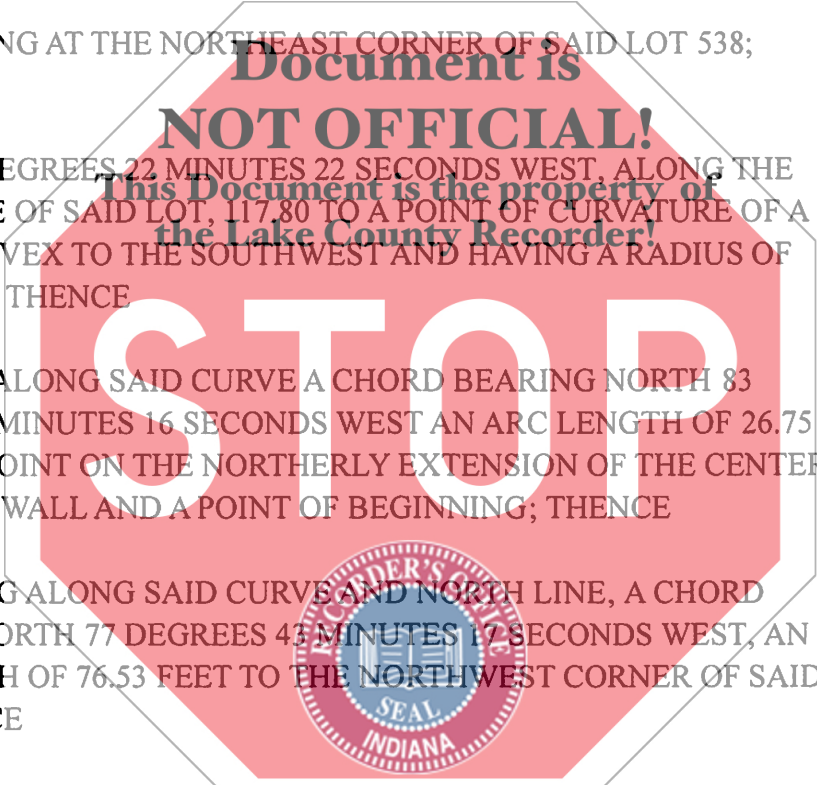 NG AT THE NORTHEAST CORNER OF SAID LOT 538;
Document is
NOT OFFICIAL!
EGREES 22 MINUTES 22 SECONDS WEST, ALONG THE
This Document is the property of
E OF SAID LOT, 117.80 TO A POINT OF CURVATURE OF A
the Lake County Recorder!
VEX TO THE SOUTHWEST AND HAVING A RADIUS OF
THENCE
STOP
ALONG SAID CURVE A CHORD BEARING NORTH 83
MINUTES 16 SECONDS WEST AN ARC LENGTH OF 26.75
OINT ON THE NORTHERLY EXTENSION OF THE CENTER
WALL AND A POINT OF BEGINNING; THENCE
G ALONG SAID CURVE AND NORTH LINE, A CHORD
ORTH 77 DEGREES 43 MINUTES 17 SECONDS WEST, AN
H OF 76.53 FEET TO THE NORTHWEST CORNER OF SAID
CE
RECORDER'S OFFICE
SEAL
INDIANA